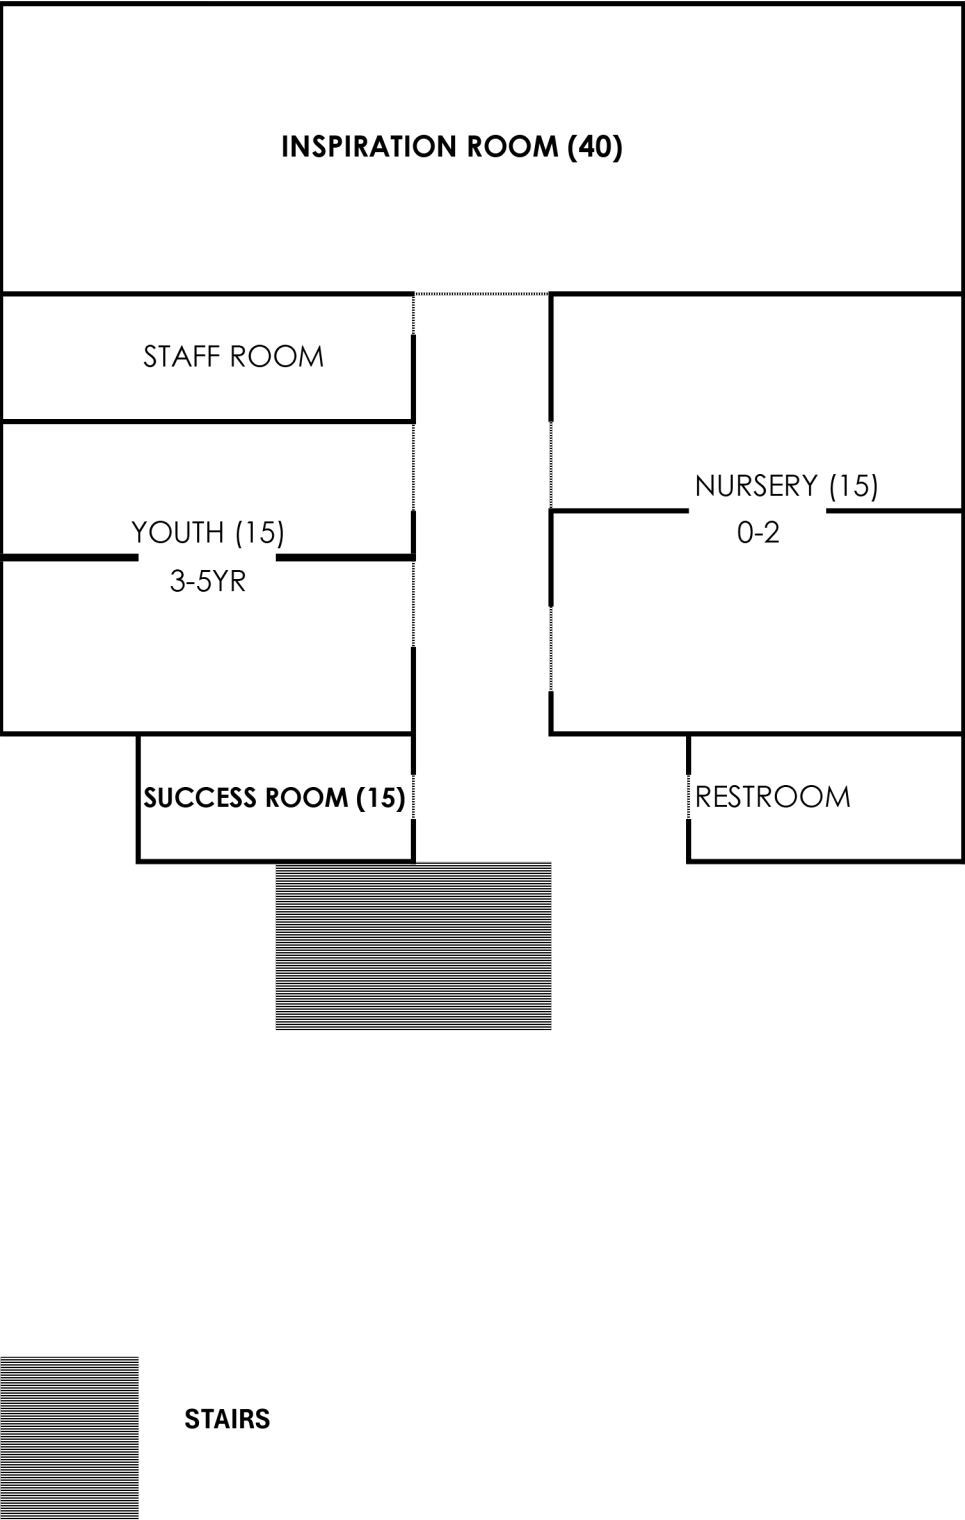 INSPIRATION ROOM (40)
STAFF ROOM
NURSERY (15)
0-2
YOUTH (15)
3-5YR
SUCCESS ROOM (15)
RESTROOM
STAIRS